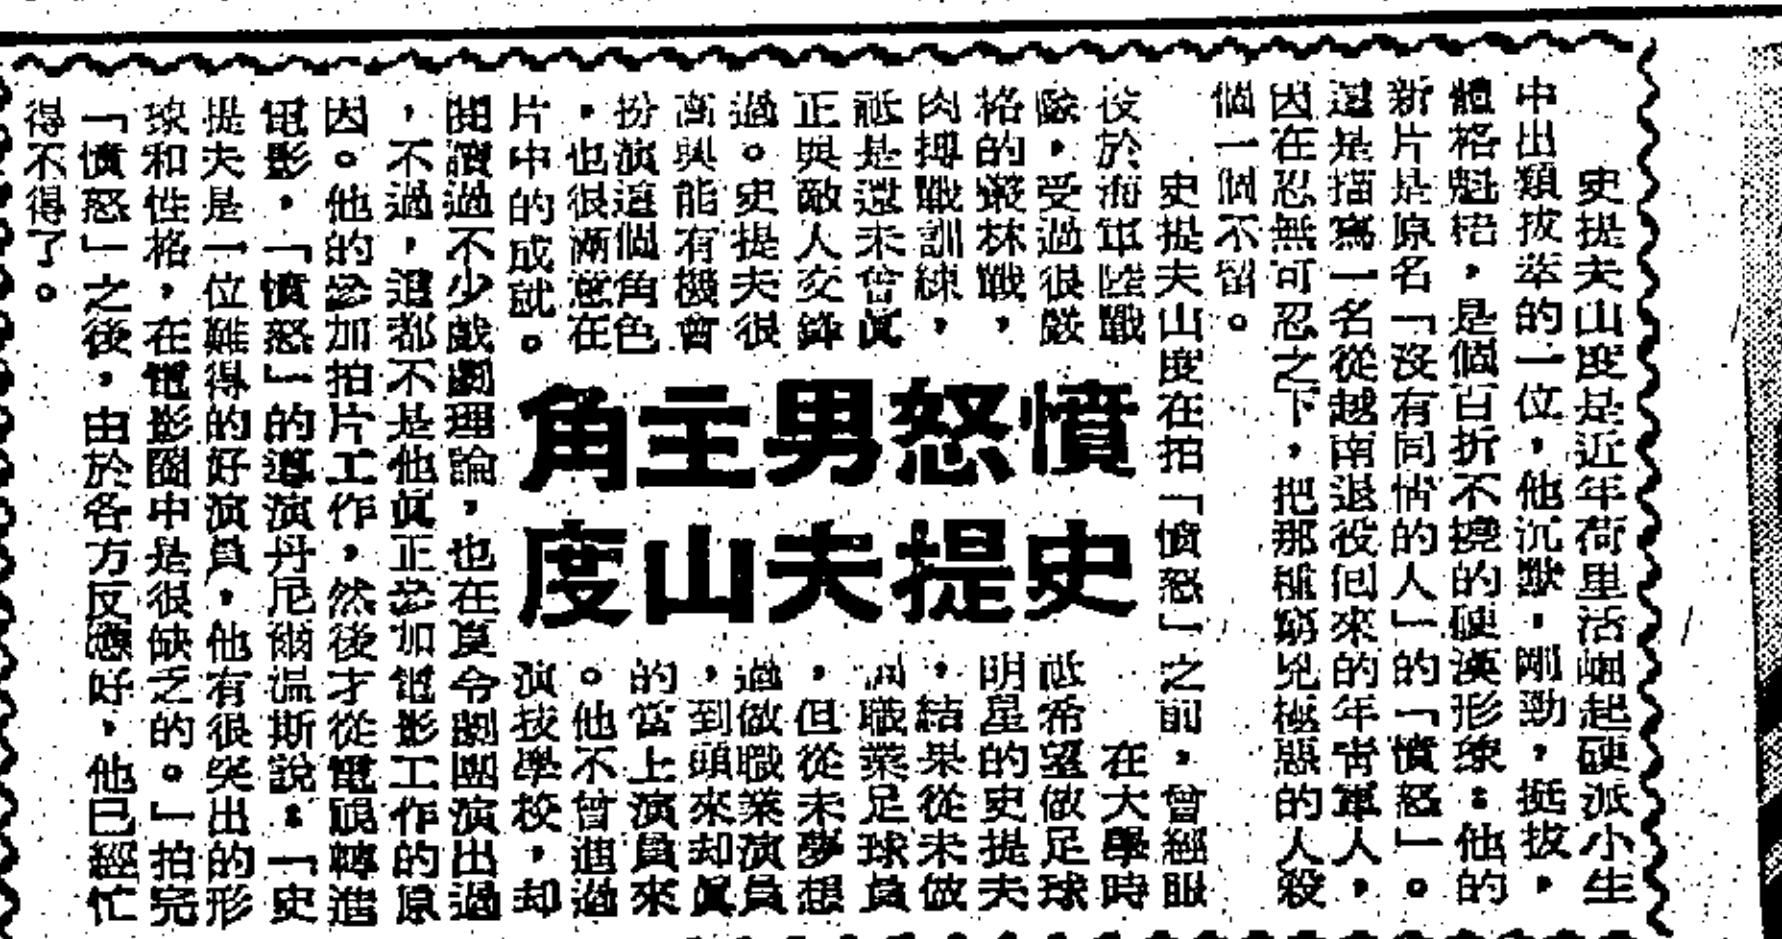 憤怒男主角
史提夫山度
史提夫山度是近年荷里活崛起硬派小生
中出類拔萃的一位，他沉默，剛勁，挺拔，
體格魁梧，是個百折不撓的硬漢形象：他的
新片是原名「沒有同情的人」的「憤怒」。
這是描寫一名從越南退役回來的年青軍人，
因在忍無可忍之下，把那種窮兇極惡的人殺
個一個不留。
史提夫山度在拍「憤怒」之前，曾經服
役於海軍陸戰
隊，受過很嚴
格的叢林戰，
肉搏戰訓練，
祗是還未曾眞
正與敵人交鋒
過。史提夫很
高興能有機會
扮演這個角色
，也很滿意在
片中的成就。
在大學時
祗希望做足球
明星的史提夫
，結果從未做
過職業足球員
，但從未夢想
過做職業演員
，到頭來却眞
的當上演員來
。他不曾進過
演技學校，却
閱讀過不少戲劇理論，也在莫令劇團演出過
，不過，這都不是他眞正參加電影工作的原
因。他的參加拍片工作，然後才從電視轉進
電影，「憤怒」的導演丹尼爾溫斯說：「史
提夫是一位難得的好演員，他有很突出的形
象和性格，在電影圈中是很缺乏的。」拍完
「憤怒」之後，由於各方反應好，他已經忙
得不得了。